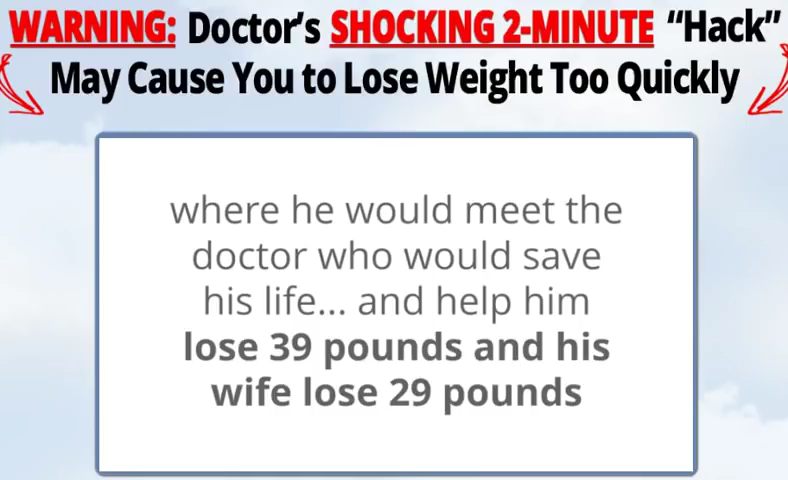 WARNING: Doctor's SHOCKING 2-MINUTE “Hack”
May Cause You to Lose Weight Too Quickly
where he would meet the
doctor who would save
his life... and help him
lose 39 pounds and his
wife lose 29 pounds